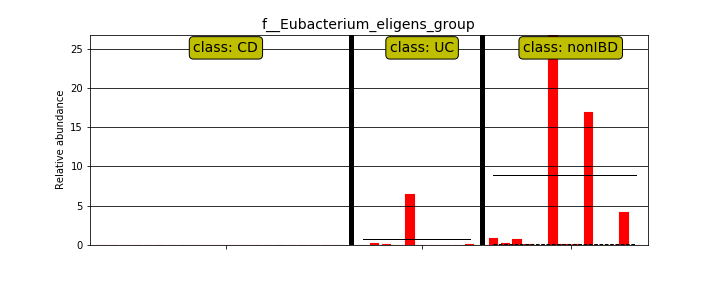 f__Eubacterium_eligens_group
class: CD
class: UC
class: nonIBD
Relative abundance
25
20
15
10
5
0